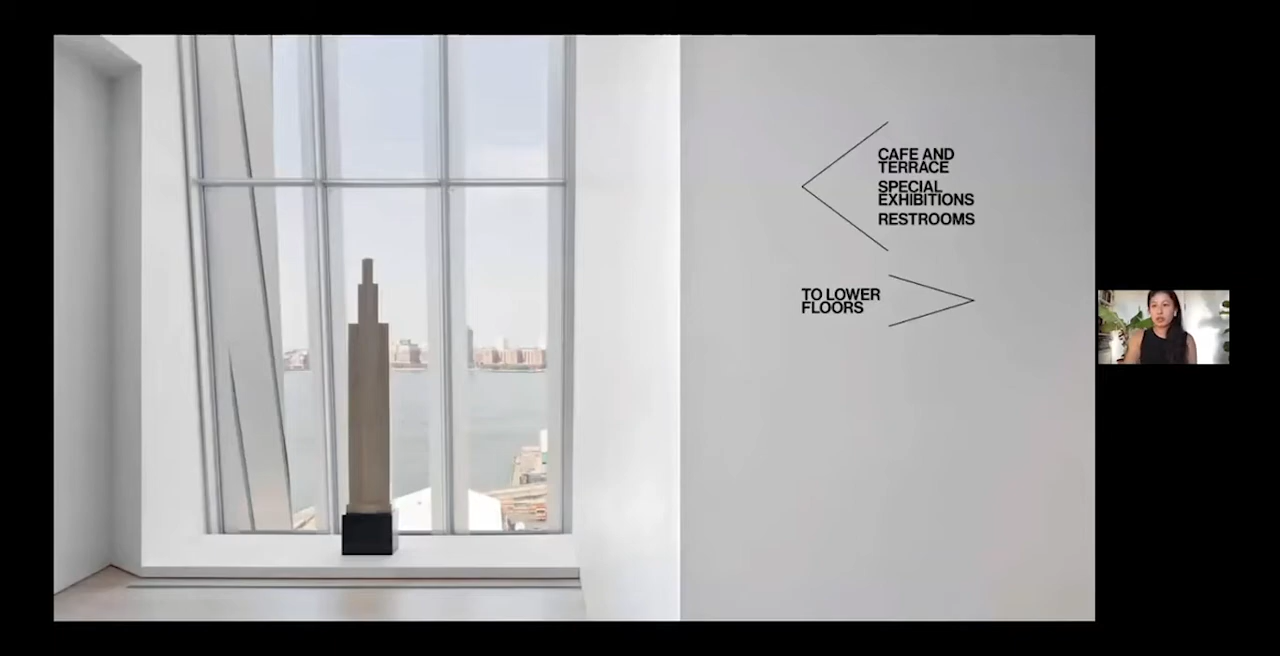 CAFE AND
TERRACE
SPECIAL
EXHIBITIONS
RESTROOMS
TO LOWER
FLOORS